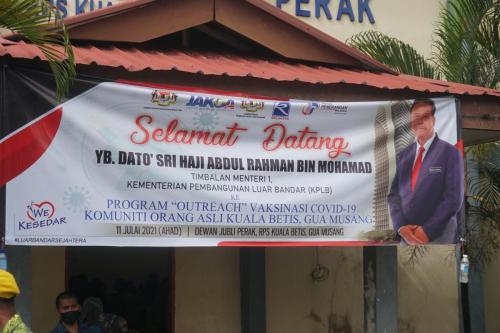 PERAK
JAKOA
PENERANGAN
Selamat Datang
YB. DATO' SRI HAJI ABDUL RAHMAN BIN MOHAMAD
TIMBALAN MENTERI 1,
KEMENTERIAN PEMBANGUNAN LUAR BANDAR (KPLB)
KE
PROGRAM "OUTREACH" VAKSINASI COVID-19
KOMUNITI ORANG ASLI KUALA BETIS, GUA MUSANG
11 JULAI 2021 (AHAD) | DEWAN JUBLI PERAK, RPS KUALA BETIS, GUA MUSANG
WE
KESEDAR
#LUARBANDARSEJAHTERA